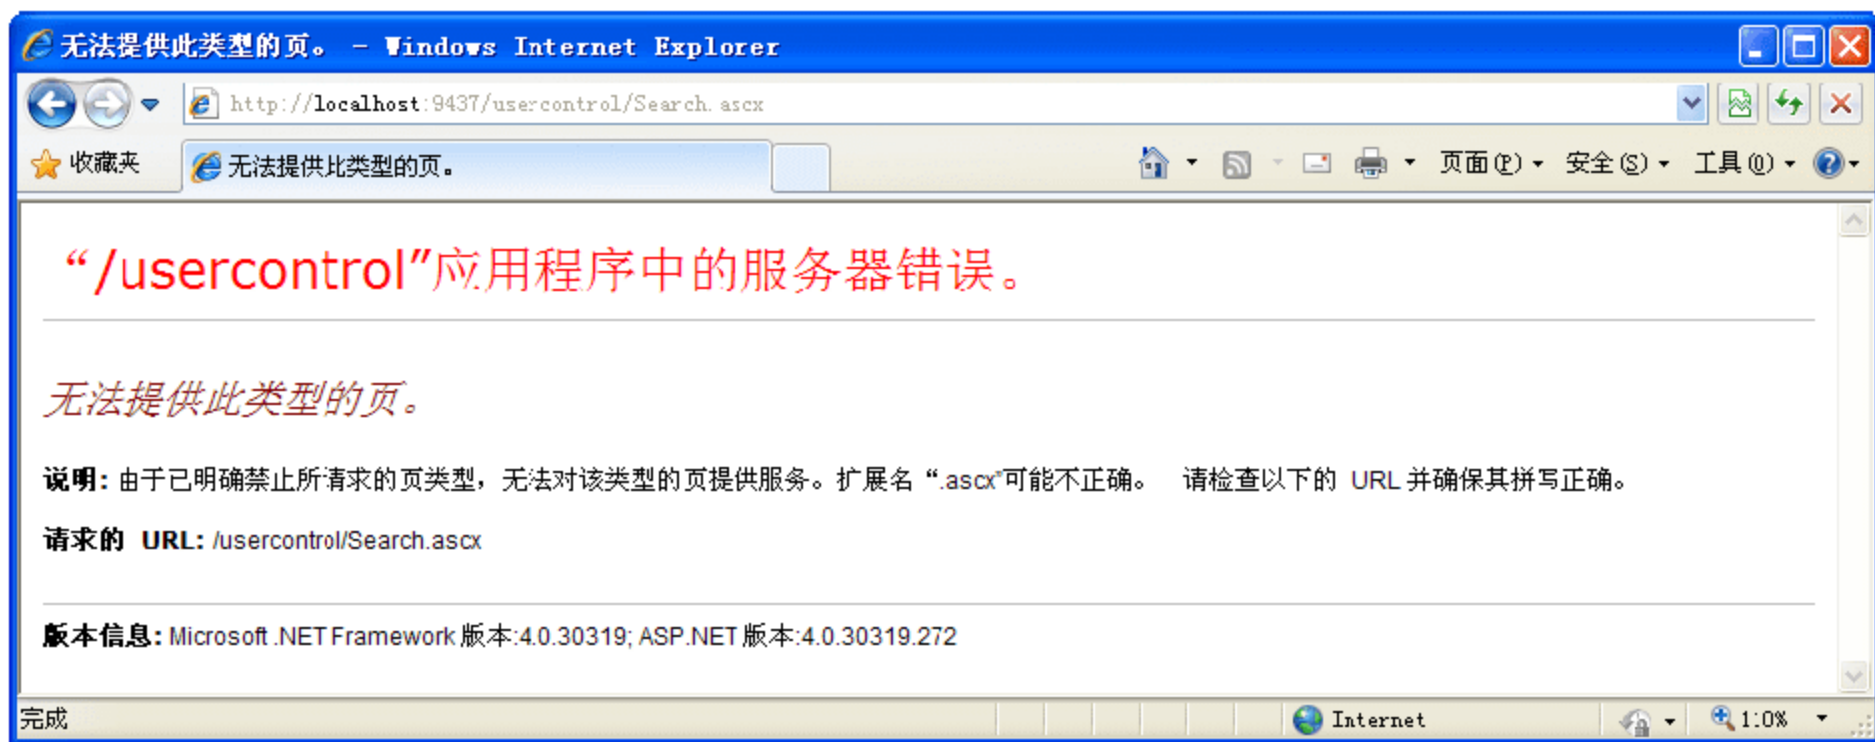 无法提供此类型的页。 - Windows Internet Explorer
http://localhost:9437/usercontrol/Search.ascx
收藏夹 无法提供此类型的页。 页面(P) 安全(S) 工具(O)
“/usercontrol”应用程序中的服务器错误。
无法提供此类型的页。
说明: 由于已明确禁止所请求的页类型，无法对该类型的页提供服务。扩展名“.ascx”可能不正确。 请检查以下的 URL 并确保其拼写正确。
请求的 URL: /usercontrol/Search.ascx
版本信息: Microsoft .NET Framework 版本:4.0.30319; ASP.NET 版本:4.0.30319.272
完成 Internet 110%